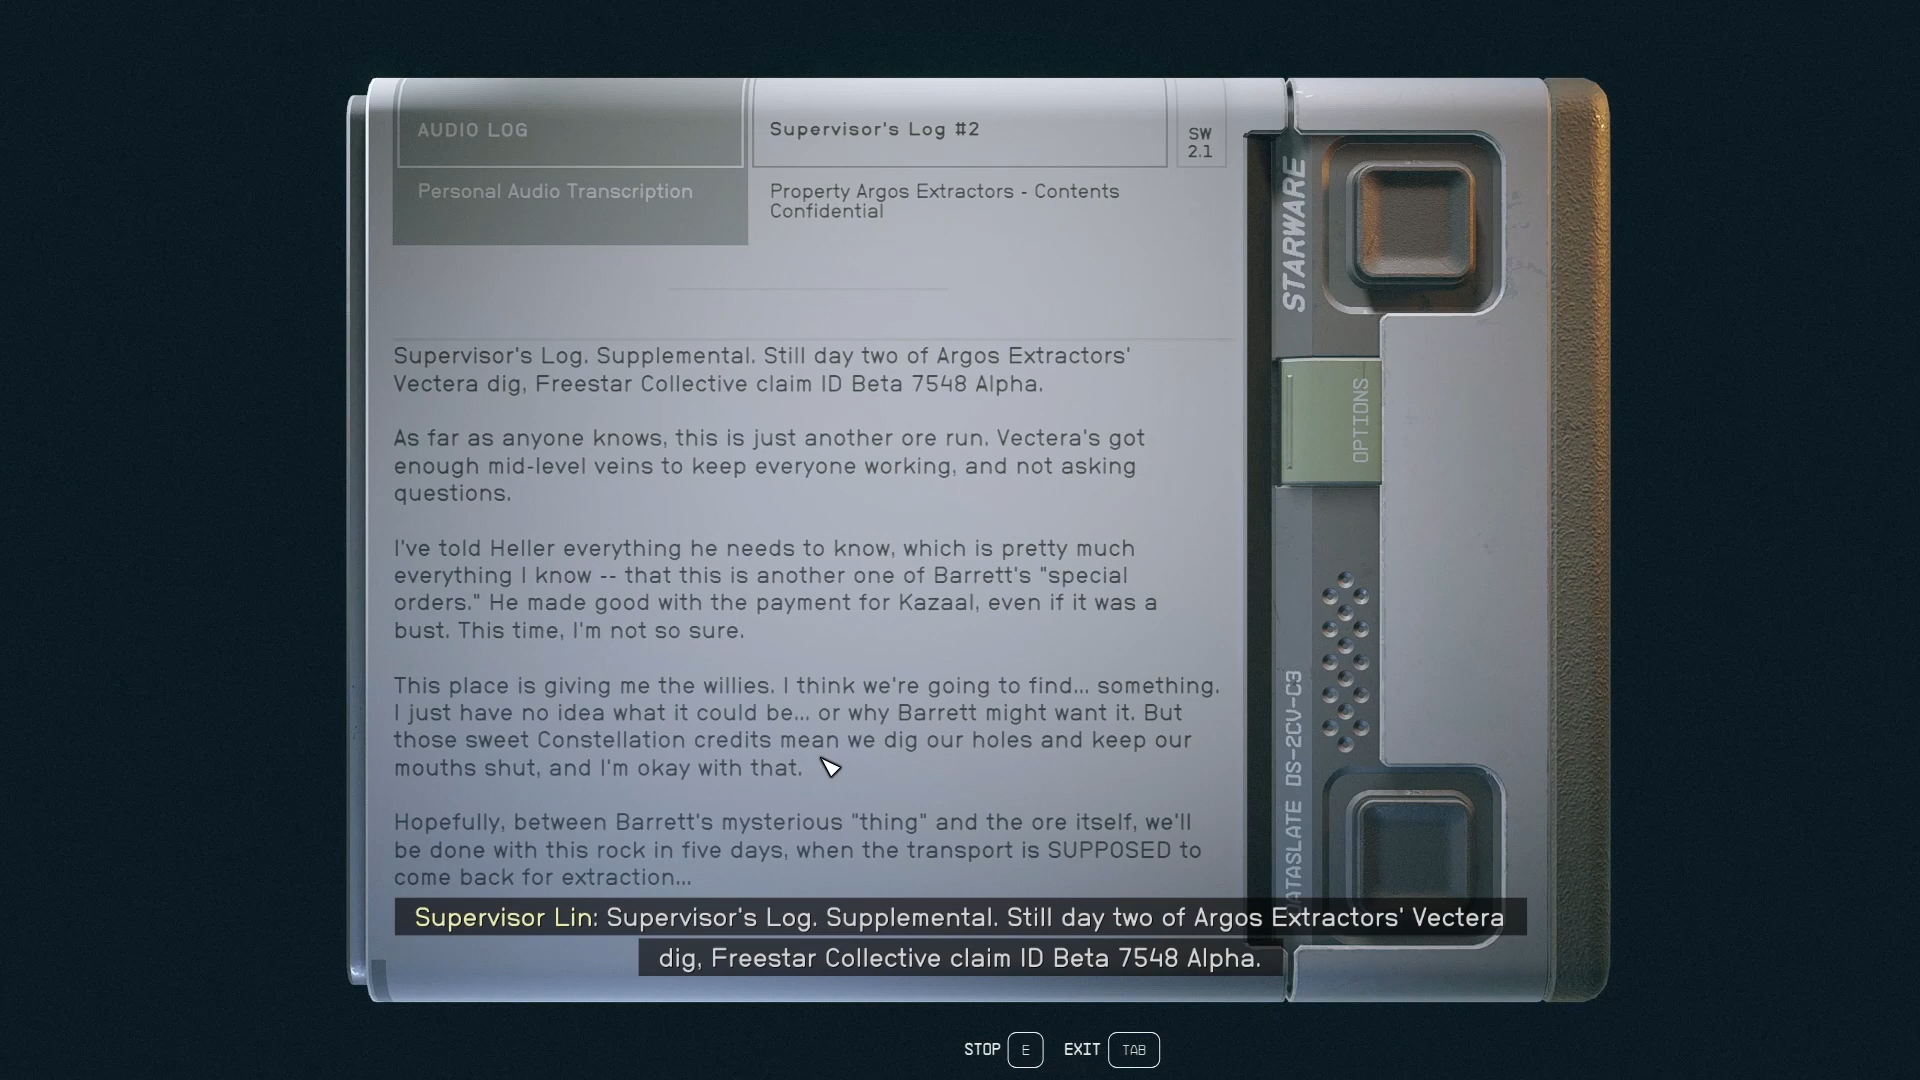 AUDIO LOG
Supervisor's Log #2
SW
2.1
Personal Audio Transcription
Property Argos Extractors - Contents
Confidential
STARWARE
OPTIONS
DATASLATE DS-2CV-C3
Supervisor's Log. Supplemental. Still day two of Argos Extractors'
Vectera dig, Freestar Collective claim ID Beta 7548 Alpha.
As far as anyone knows, this is just another ore run. Vectera's got
enough mid-level veins to keep everyone working, and not asking
questions.
I've told Heller everything he needs to know, which is pretty much
everything I know -- that this is another one of Barrett's "special
orders." He made good with the payment for Kazaal, even if it was a
bust. This time, I'm not so sure.
This place is giving me the willies. I think we're going to find... something.
I just have no idea what it could be... or why Barrett might want it. But
those sweet Constellation credits mean we dig our holes and keep our
mouths shut, and I'm okay with that.
Hopefully, between Barrett's mysterious "thing" and the ore itself, we'll
be done with this rock in five days, when the transport is SUPPOSED to
come back for extraction...
Supervisor Lin: Supervisor's Log. Supplemental. Still day two of Argos Extractors' Vectera
dig, Freestar Collective claim ID Beta 7548 Alpha.
STOP E EXIT TAB